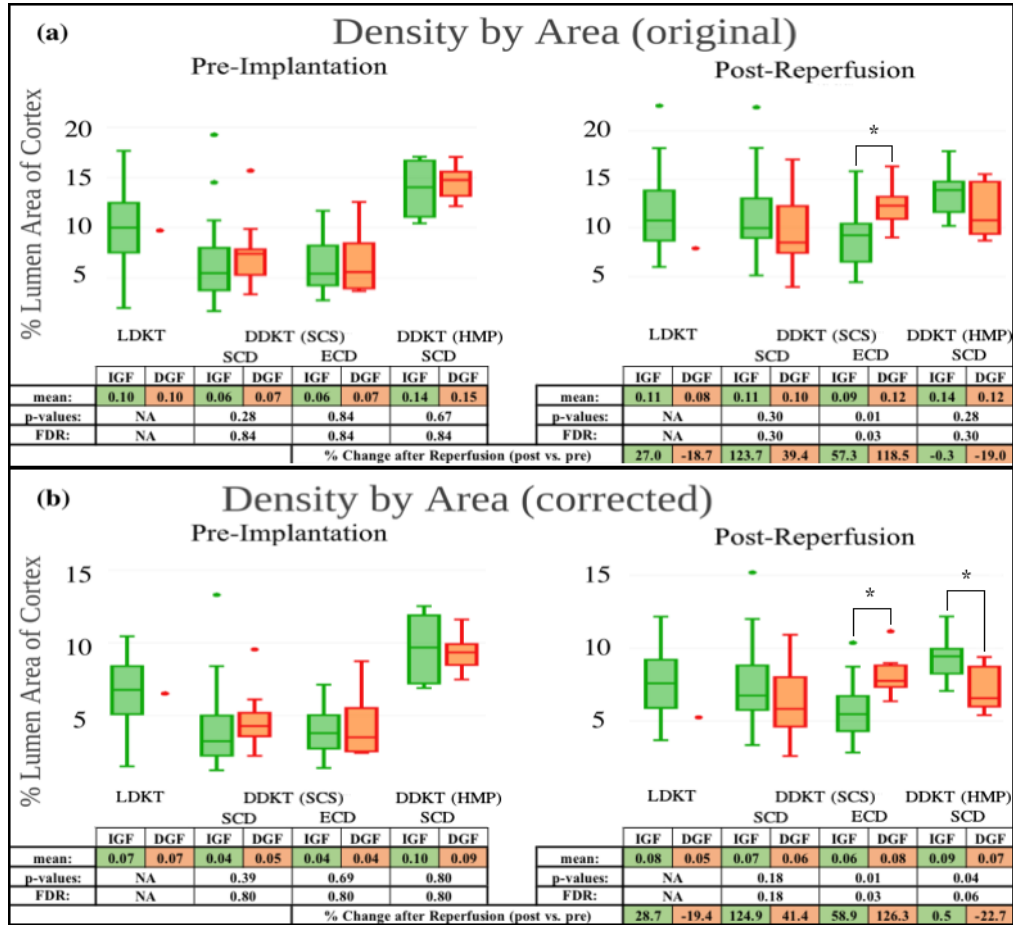 (a)
Density by Area (original)
Pre-Implantation
Post-Reperfusion
% Lumen Area of Cortex
20
15
10
5
20
15
10
5
*
LDKT DDKT (SCS) DDKT (HMP)
SCD ECD SCD
IGF DGF IGF DGF IGF DGF IGF DGF
mean: 0.10 0.10 0.06 0.07 0.06 0.07 0.14 0.15
p-values: NA 0.28 0.84 0.67
FDR: NA 0.84 0.84 0.84
LDKT DDKT (SCS) DDKT (HMP)
SCD ECD SCD
IGF DGF IGF DGF IGF DGF IGF DGF
mean: 0.11 0.08 0.11 0.10 0.09 0.12 0.14 0.12
p-values: NA 0.30 0.01 0.28
FDR: NA 0.30 0.03 0.30
% Change after Reperfusion (post vs. pre) 27.0 -18.7 123.7 39.4 57.3 118.5 -0.3 -19.0
(b)
Density by Area (corrected)
Pre-Implantation
Post-Reperfusion
% Lumen Area of Cortex
15
10
5
15
10
5
*
*
LDKT DDKT (SCS) DDKT (HMP)
SCD ECD SCD
IGF DGF IGF DGF IGF DGF IGF DGF
mean: 0.07 0.07 0.04 0.05 0.04 0.04 0.10 0.09
p-values: NA 0.39 0.69 0.80
FDR: NA 0.80 0.80 0.80
LDKT DDKT (SCS) DDKT (HMP)
SCD ECD SCD
IGF DGF IGF DGF IGF DGF IGF DGF
mean: 0.08 0.05 0.07 0.06 0.06 0.08 0.09 0.07
p-values: NA 0.18 0.01 0.04
FDR: NA 0.18 0.03 0.06
% Change after Reperfusion (post vs. pre) 28.7 -19.4 124.9 41.4 58.9 126.3 0.5 -22.7